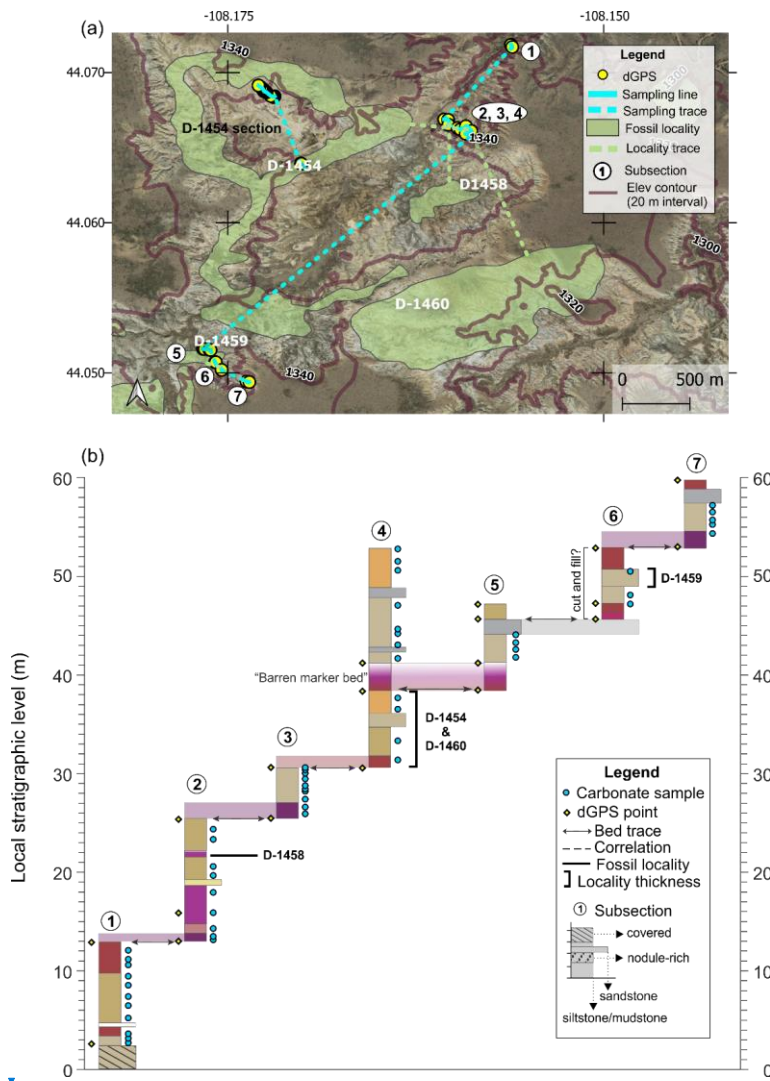 (a)
-108.175
-108.150
44.070
44.060
44.050
1340
1300
1
2, 3, 4
1340
D-1454 section
D-1454
D1458
D-1460
D-1459
1320
1300
1340
5
6
7
0 500 m
Legend
dGPS
Sampling line
Sampling trace
Fossil locality
Locality trace
1 Subsection
Elev contour
(20 m interval)
(b)
Local stratigraphic level (m)
60
50
40
30
20
10
0
1
2
3
4
5
6
7
D-1458
"Barren marker bed"
D-1454
&
D-1460
cut and fill?
D-1459
60
50
40
30
20
10
0
Legend
Carbonate sample
dGPS point
Bed trace
Correlation
Fossil locality
Locality thickness
1 Subsection
covered
nodule-rich
sandstone
siltstone/mudstone